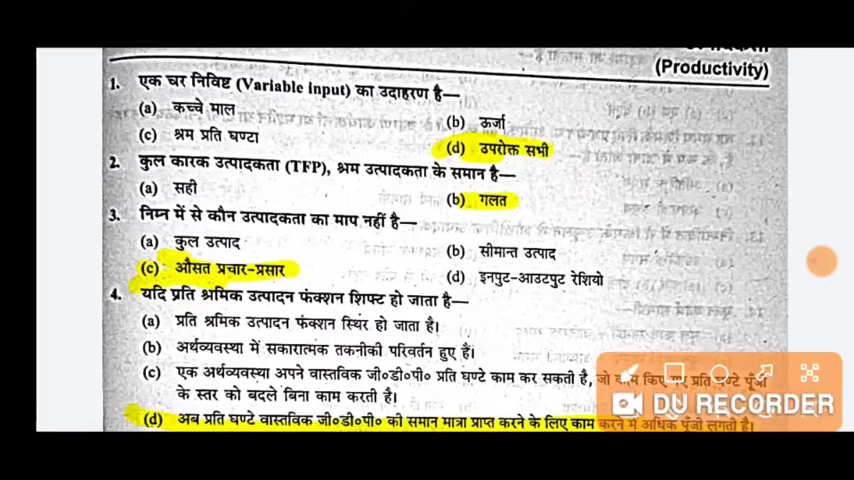 (Productivity)
1. एक चर निविष्ट (Variable input) का उदाहरण है—
(a) कच्चे माल
(b) ऊर्जा
(c) श्रम प्रति घण्टा
(d) उपरोक्त सभी
2. कुल कारक उत्पादकता (TFP), श्रम उत्पादकता के समान है—
(a) सही
(b) गलत
3. निम्न में से कौन उत्पादकता का माप नहीं है—
(a) कुल उत्पाद
(b) सीमान्त उत्पाद
(c) औसत प्रचार-प्रसार
(d) इनपुट-आउटपुट रेशियो
4. यदि प्रति श्रमिक उत्पादन फंक्शन शिफ्ट हो जाता है—
(a) प्रति श्रमिक उत्पादन फंक्शन स्थिर हो जाता है।
(b) अर्थव्यवस्था में सकारात्मक तकनीकी परिवर्तन हुए हैं।
(c) एक अर्थव्यवस्था अपने वास्तविक जी०डी०पी० प्रति घण्टे काम कर सकती है, जो काम किए गए प्रति घण्टे पूँजी
के स्तर को बदले बिना काम करती है।
(d) अब प्रति घण्टे वास्तविक जी०डी०पी० की समान मात्रा प्राप्त करने के लिए काम करने में अधिक पूंजी लगती है।
DU RECORDER